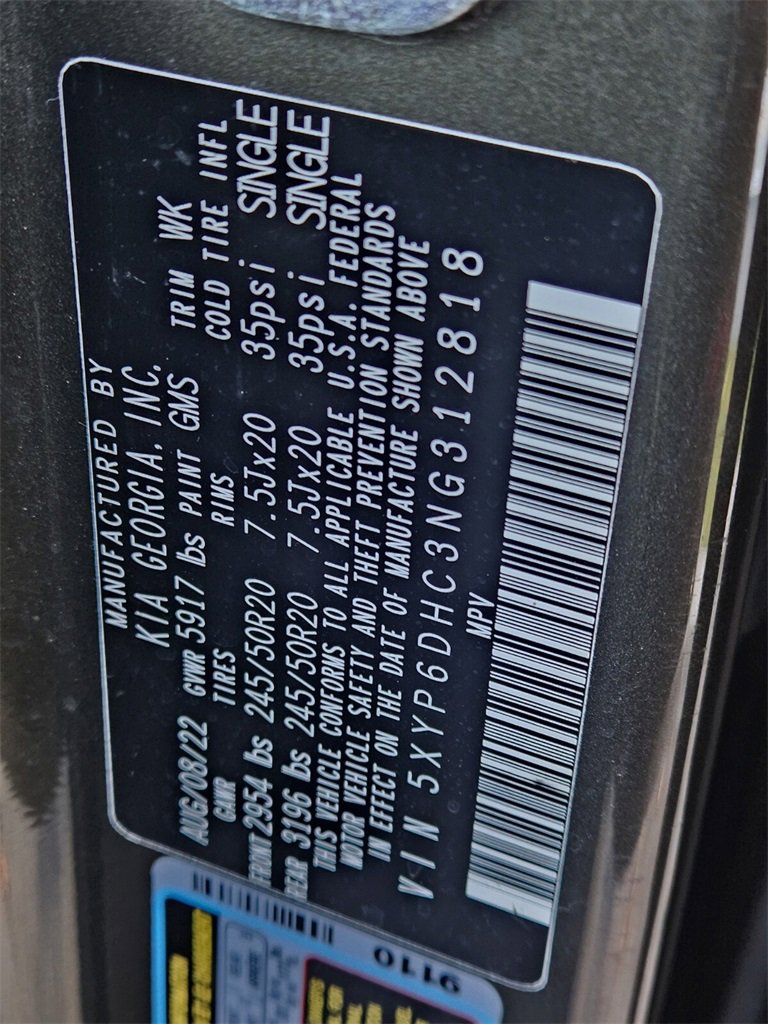 MANUFACTURED BY
KIA GEORGIA, INC.
AUG/08/22 GVWR 5917 lbs PAINT GMS TRIM WK
GAWR TIRES RIMS COLD TIRE INFL
FRONT 2954 lbs 245/50R20 7.5Jx20 35psi SINGLE
REAR 3196 lbs 245/50R20 7.5Jx20 35psi SINGLE
THIS VEHICLE CONFORMS TO ALL APPLICABLE U.S.A. FEDERAL
MOTOR VEHICLE SAFETY AND THEFT PREVENTION STANDARDS
IN EFFECT ON THE DATE OF MANUFACTURE SHOWN ABOVE
VIN 5XYP6DHC3NG312818
MPV
9110